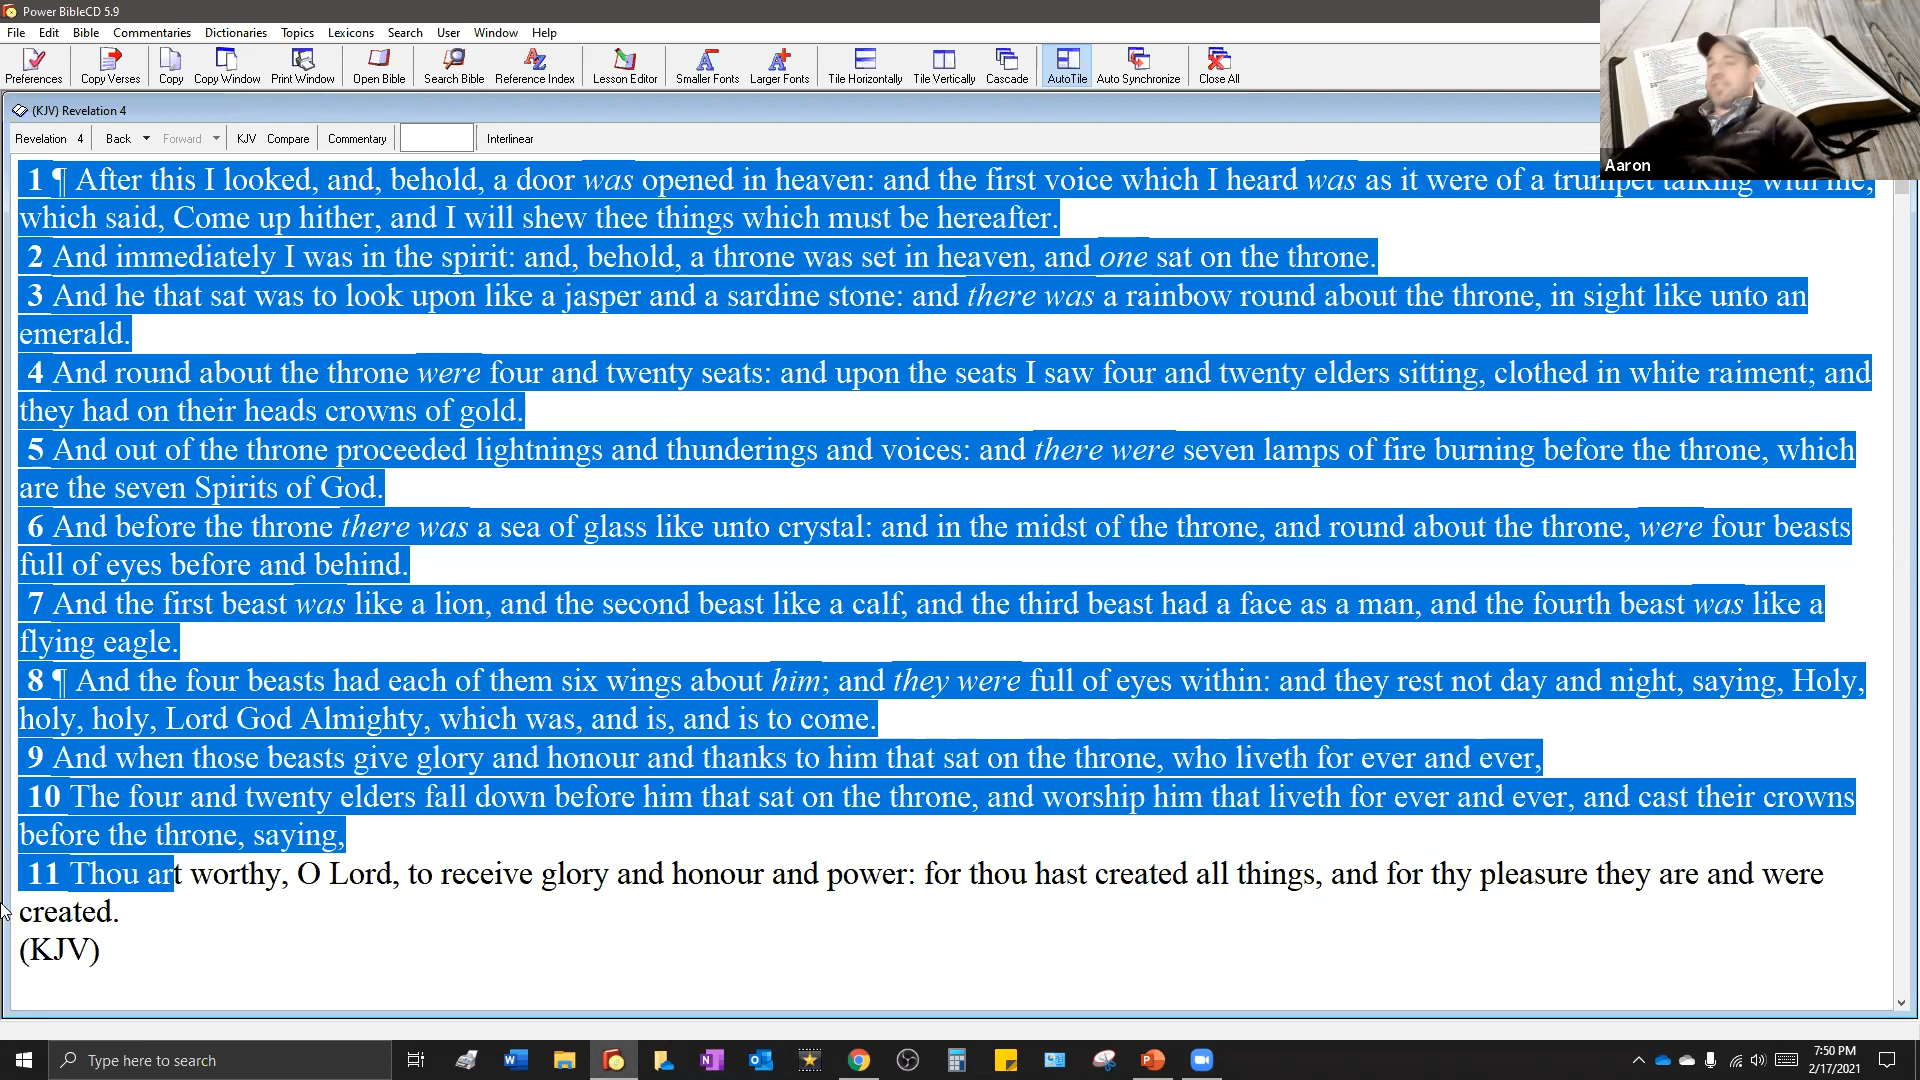 Power BibleCD 5.9
File Edit Bible Commentaries Dictionaries Topics Lexicons Search User Window Help
Preferences Copy Verses Copy Copy Window Print Window Open Bible Search Bible Reference Index Lesson Editor Smaller Fonts Larger Fonts Tile Horizontally Tile Vertically Cascade AutoTile Auto Synchronize Close All
(KJV) Revelation 4
Revelation 4 Back Forward KJV Compare Commentary Interlinear
Aaron
1 ¶ After this I looked, and, behold, a door was opened in heaven: and the first voice which I heard was as it were of a trumpet talking with me;
which said, Come up hither, and I will shew thee things which must be hereafter.
2 And immediately I was in the spirit: and, behold, a throne was set in heaven, and one sat on the throne.
3 And he that sat was to look upon like a jasper and a sardine stone: and there was a rainbow round about the throne, in sight like unto an
emerald.
4 And round about the throne were four and twenty seats: and upon the seats I saw four and twenty elders sitting, clothed in white raiment; and
they had on their heads crowns of gold.
5 And out of the throne proceeded lightnings and thunderings and voices: and there were seven lamps of fire burning before the throne, which
are the seven Spirits of God.
6 And before the throne there was a sea of glass like unto crystal: and in the midst of the throne, and round about the throne, were four beasts
full of eyes before and behind.
7 And the first beast was like a lion, and the second beast like a calf, and the third beast had a face as a man, and the fourth beast was like a
flying eagle.
8 ¶ And the four beasts had each of them six wings about him; and they were full of eyes within: and they rest not day and night, saying, Holy,
holy, holy, Lord God Almighty, which was, and is, and is to come.
9 And when those beasts give glory and honour and thanks to him that sat on the throne, who liveth for ever and ever,
10 The four and twenty elders fall down before him that sat on the throne, and worship him that liveth for ever and ever, and cast their crowns
before the throne, saying,
11 Thou art worthy, O Lord, to receive glory and honour and power: for thou hast created all things, and for thy pleasure they are and were
created.
(KJV)
Type here to search
7:50 PM
2/17/2021